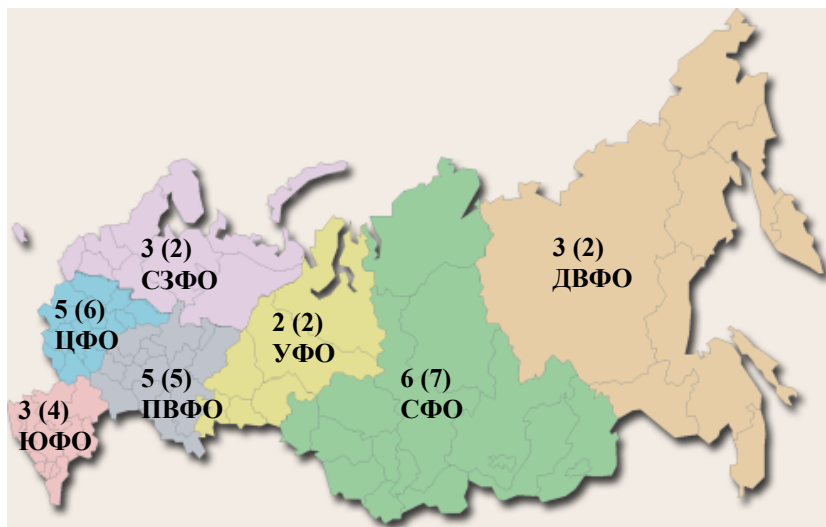 3 (2)
СЗФО
3 (2)
ДВФО
5 (6)
ЦФО
2 (2)
УФО
5 (5)
ПВФО
6 (7)
СФО
3 (4)
ЮФО